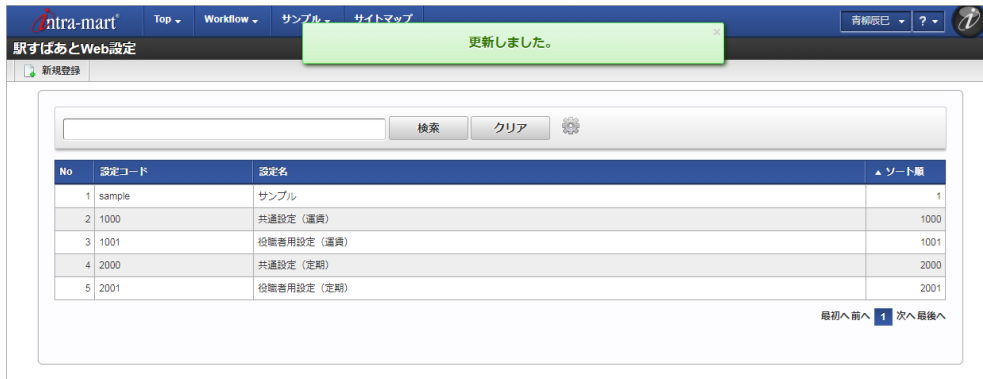 intra-mart Top Workflow サンプル サイトマップ 青柳辰巳 ?
更新しました。 ×
駅すぱあとWeb設定
新規登録
検索 クリア
No 設定コード 設定名 ▲ ソート順
1 sample サンプル 1
2 1000 共通設定（運賃） 1000
3 1001 役職者用設定（運賃） 1001
4 2000 共通設定（定期） 2000
5 2001 役職者用設定（定期） 2001
最初へ 前へ 1 次へ 最後へ